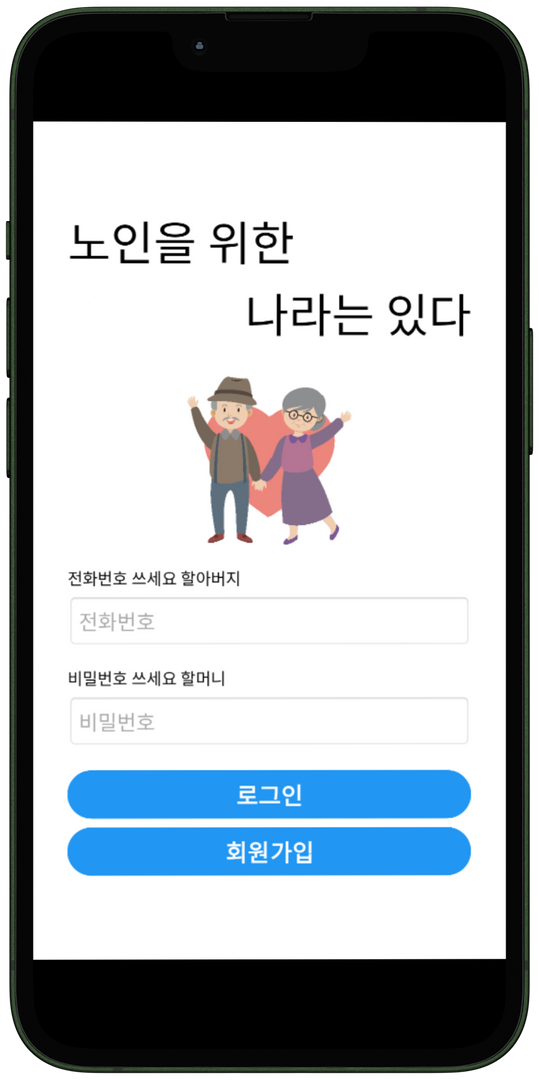 노인을 위한
나라는 있다
전화번호 쓰세요 할아버지
전화번호
비밀번호 쓰세요 할머니
비밀번호
로그인
회원가입